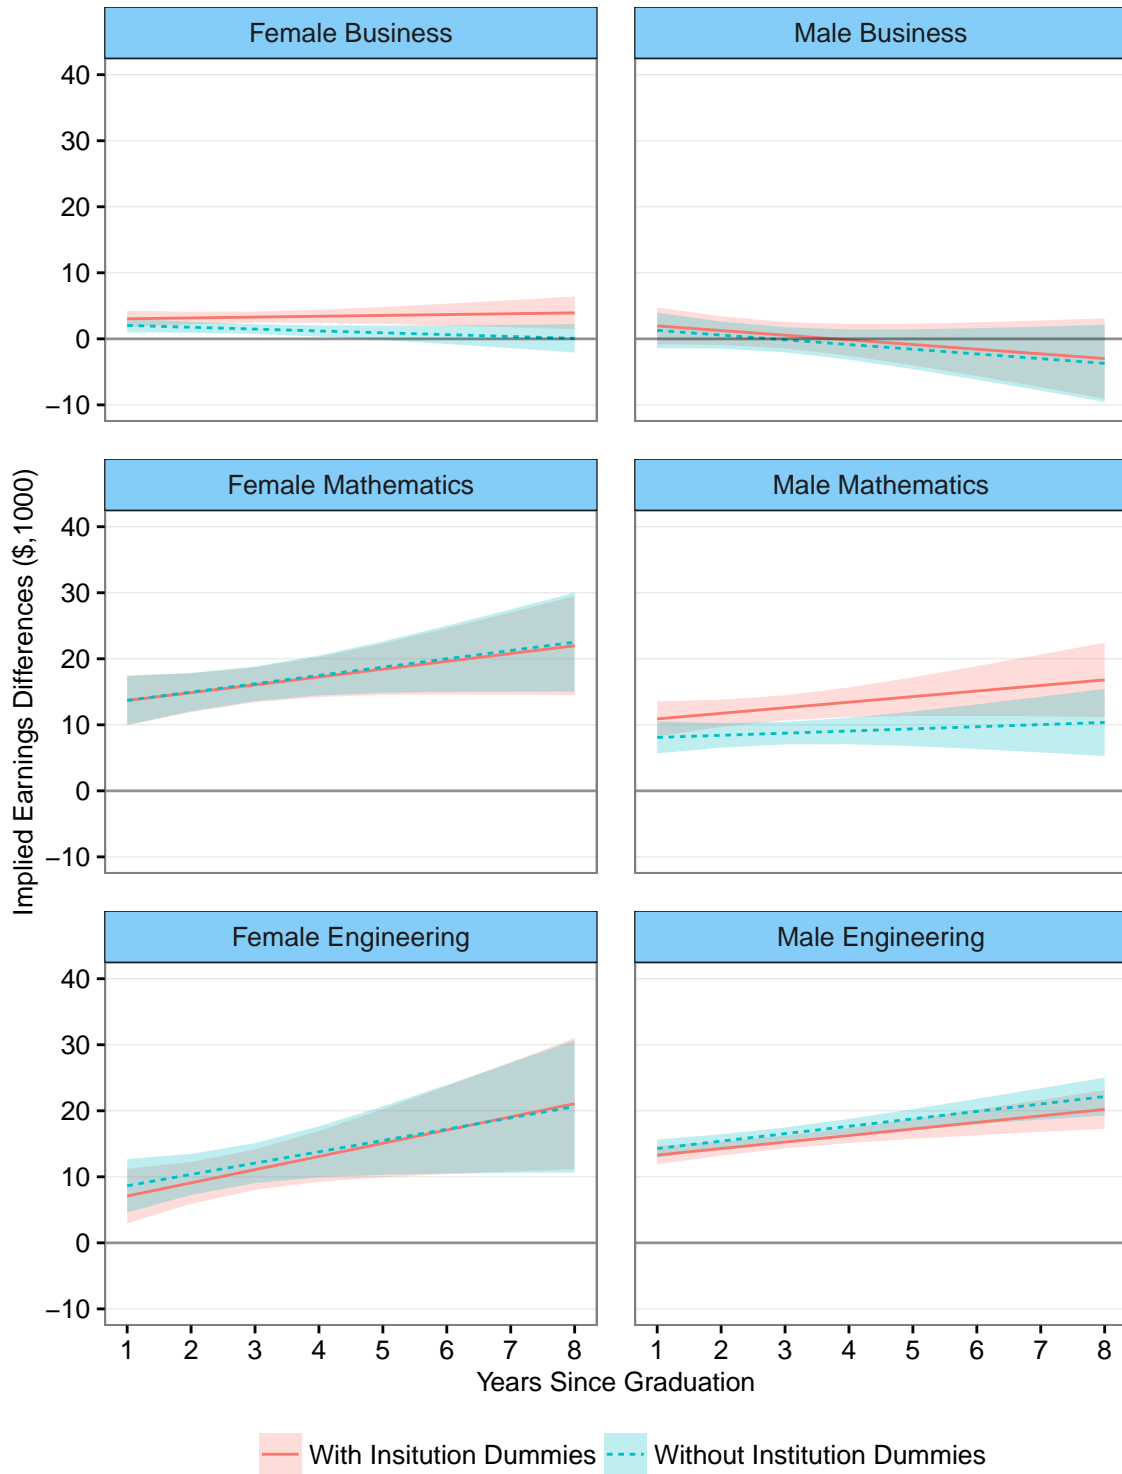 Female Business
Male Business
40
30
20
10
0
−10
Female Mathematics
Male Mathematics
40
30
20
10
0
−10
Implied Earnings Differences ($,1000)
Female Engineering
Male Engineering
40
30
20
10
0
−10
1 2 3 4 5 6 7 8
1 2 3 4 5 6 7 8
Years Since Graduation
With Insitution Dummies
Without Institution Dummies